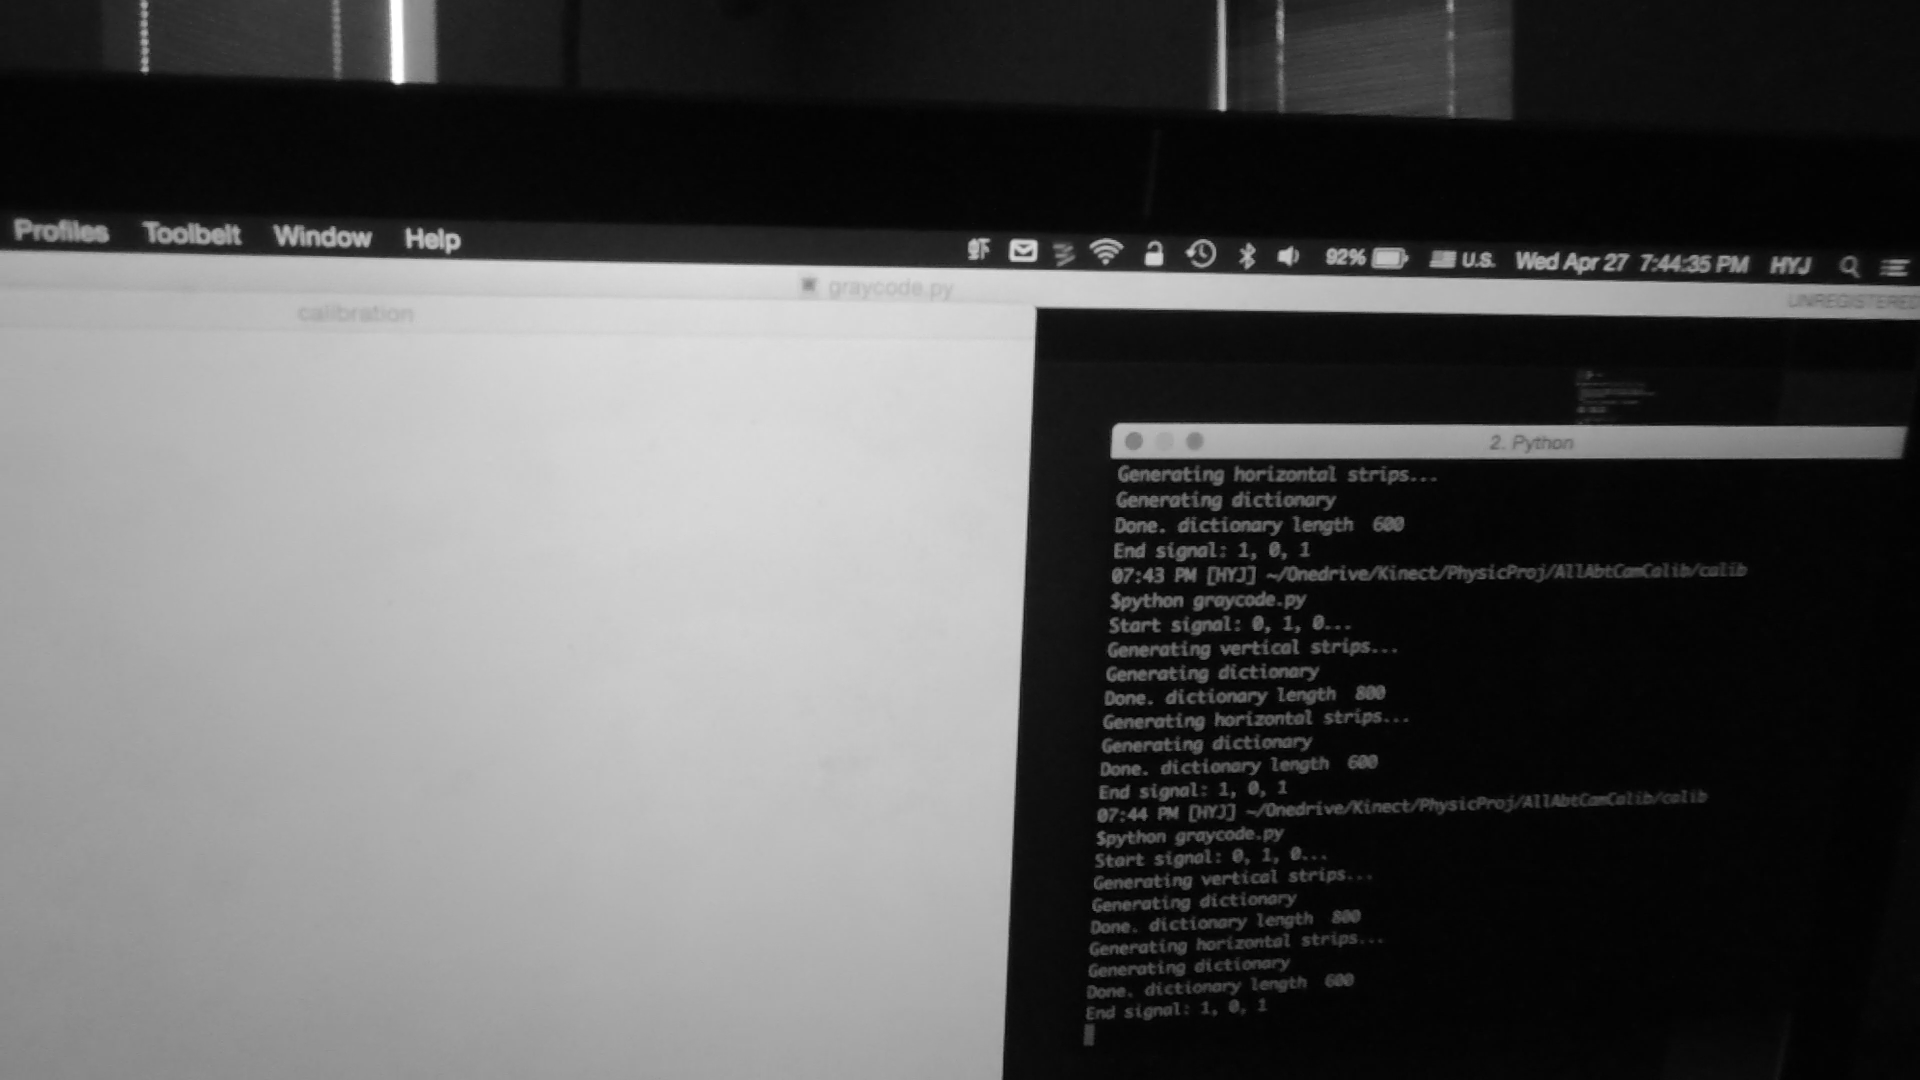 Profiles Toolbelt Window Help 92% U.S. Wed Apr 27 7:44:35 PM HYJ
graycode.py
UNREGISTERED
calibration
2. Python
Generating horizontal strips...
Generating dictionary
Done. dictionary length 600
End signal: 1, 0, 1
07:43 PM [HYJ] ~/Onedrive/Kinect/PhysicProj/AllAbtCamCalib/calib
$python graycode.py
Start signal: 0, 1, 0...
Generating vertical strips...
Generating dictionary
Done. dictionary length 800
Generating horizontal strips...
Generating dictionary
Done. dictionary length 600
End signal: 1, 0, 1
07:44 PM [HYJ] ~/Onedrive/Kinect/PhysicProj/AllAbtCamCalib/calib
$python graycode.py
Start signal: 0, 1, 0...
Generating vertical strips...
Generating dictionary
Done. dictionary length 800
Generating horizontal strips...
Generating dictionary
Done. dictionary length 600
End signal: 1, 0, 1